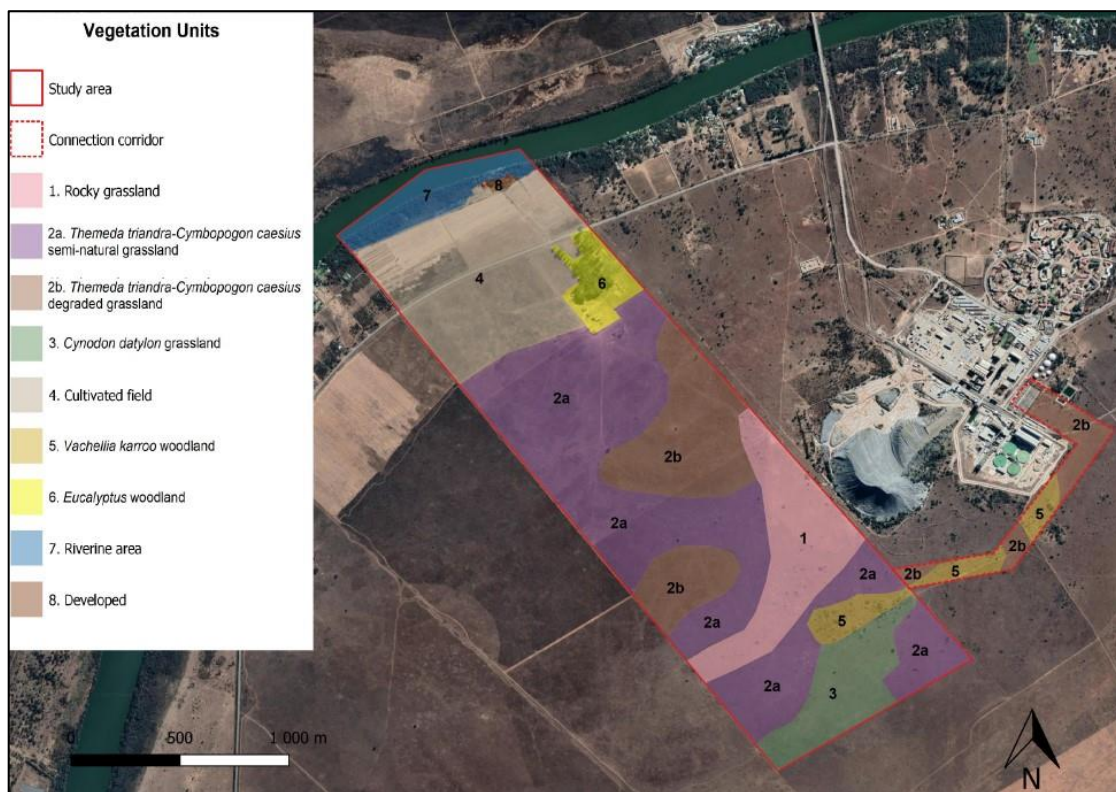 Vegetation Units
Study area
Connection corridor
1. Rocky grassland
2a. Themeda triandra-Cymbopogon caesius
semi-natural grassland
2b. Themeda triandra-Cymbopogon caesius
degraded grassland
3. Cynodon datylon grassland
4. Cultivated field
5. Vachellia karroo woodland
6. Eucalyptus woodland
7. Riverine area
8. Developed
7
8
4
6
2a
2b
2b
5
2a
1
2b
2a
2b
5
2b
2a
5
2a
2a
3
0 500 1 000 m
N